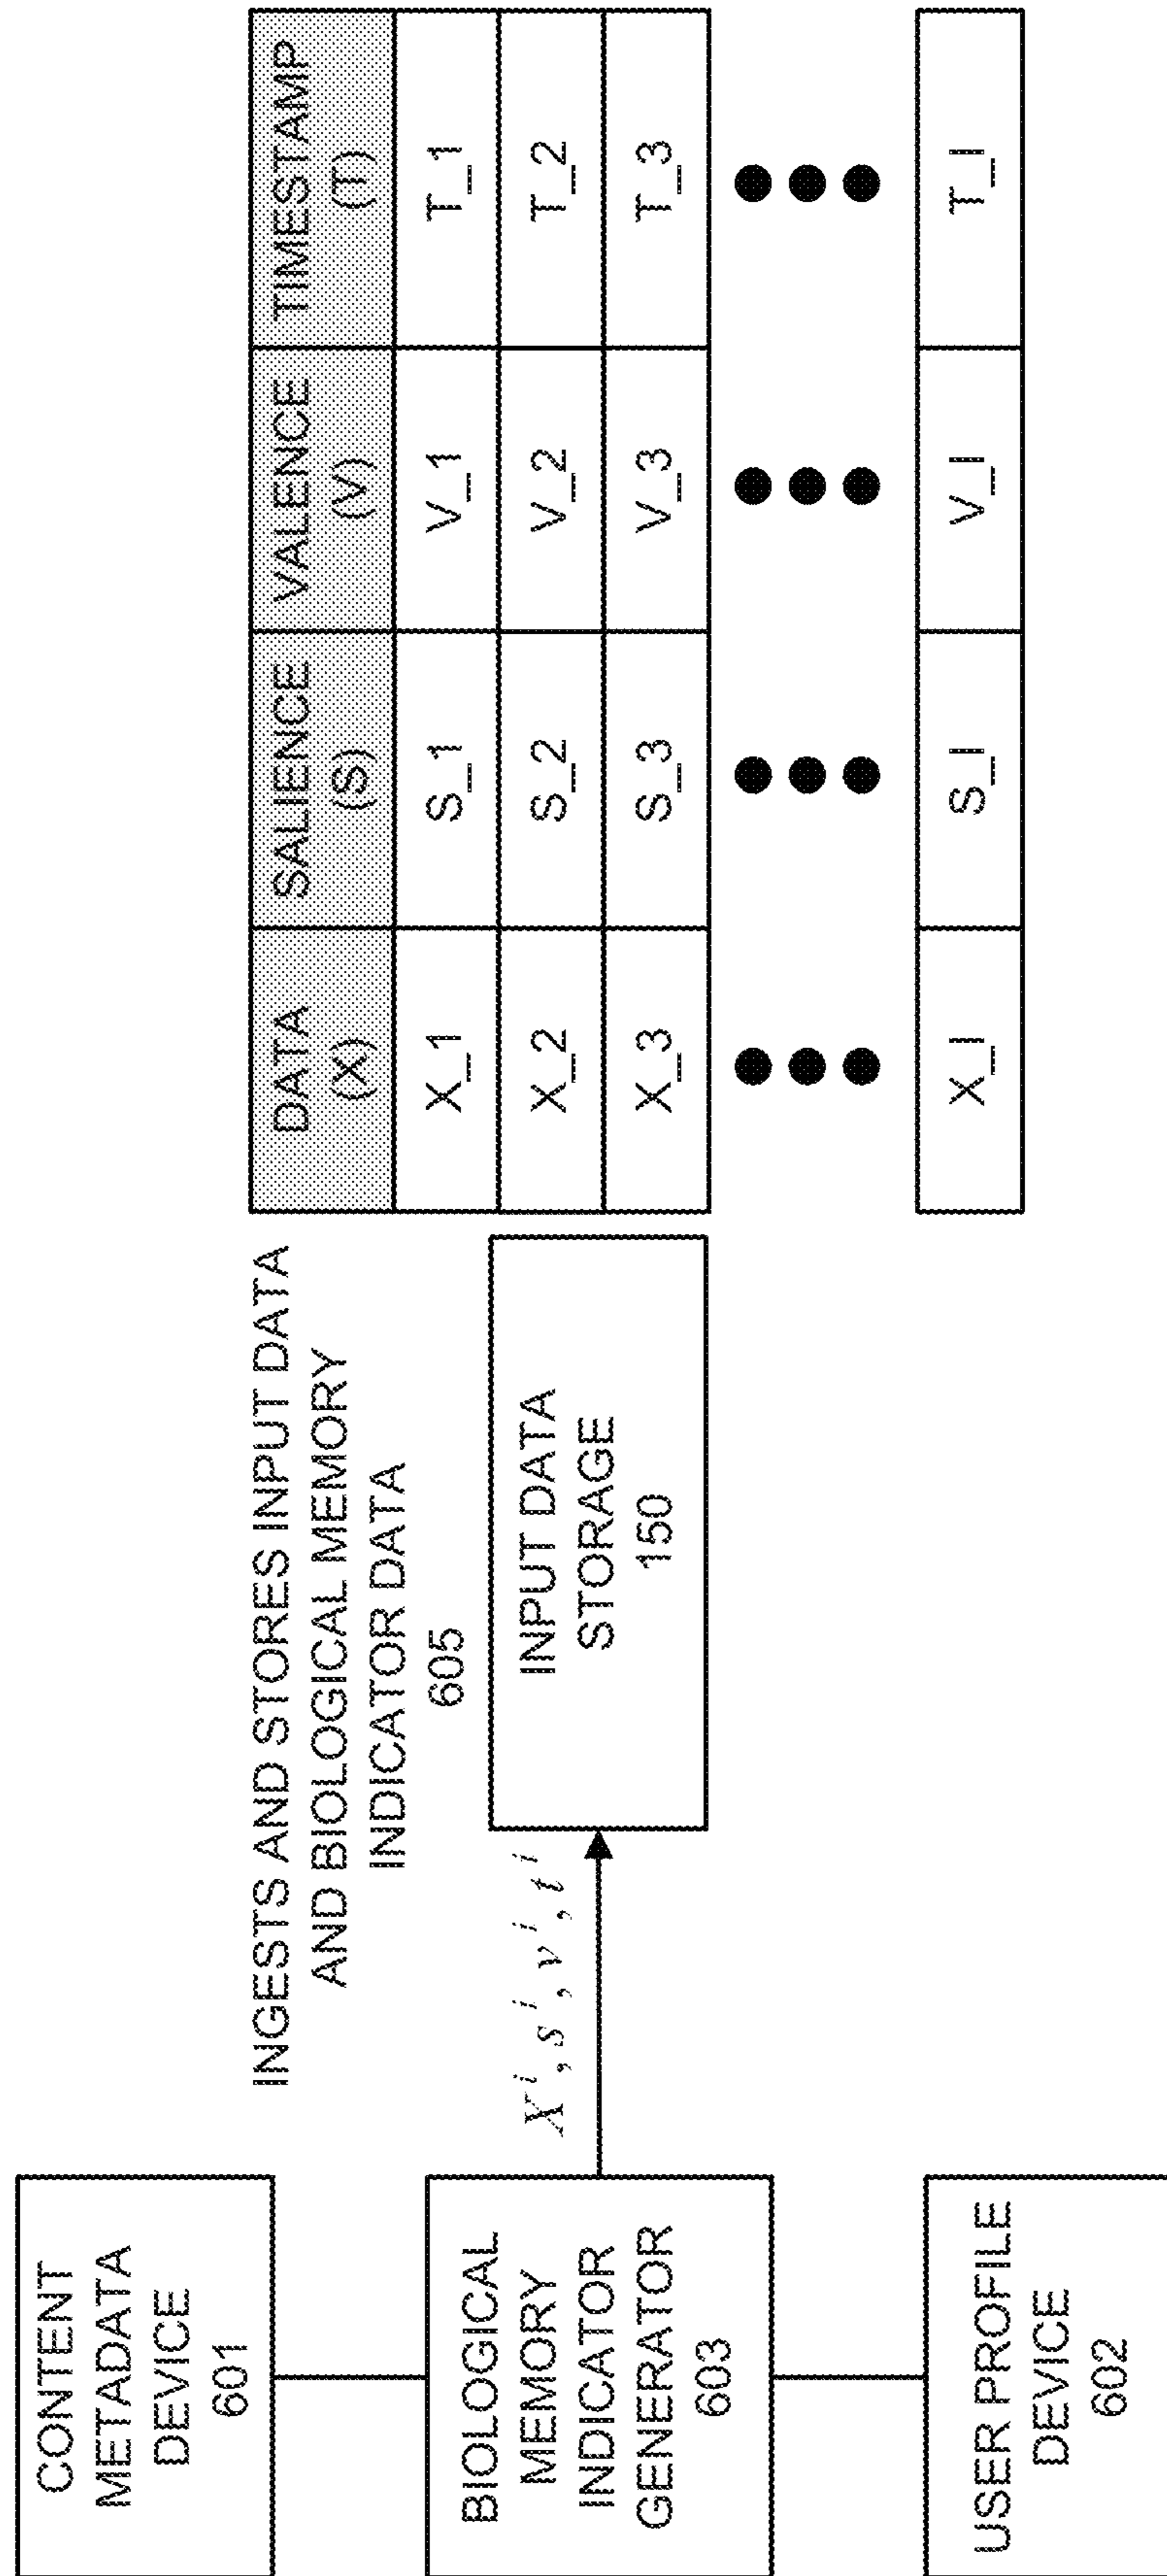 CONTENT
METADATA
DEVICE
601
BIOLOGICAL
MEMORY
INDICATOR
GENERATOR
603
USER PROFILE
DEVICE
602
X^i, s^i, v^i, t^i
INGESTS AND STORES INPUT DATA
AND BIOLOGICAL MEMORY
INDICATOR DATA
605
INPUT DATA
STORAGE
150
DATA (X) SALIENCE (S) VALENCE (V) TIMESTAMP (T)
X_1 S_1 V_1 T_1
X_2 S_2 V_2 T_2
X_3 S_3 V_3 T_3
X_I S_I V_I T_I